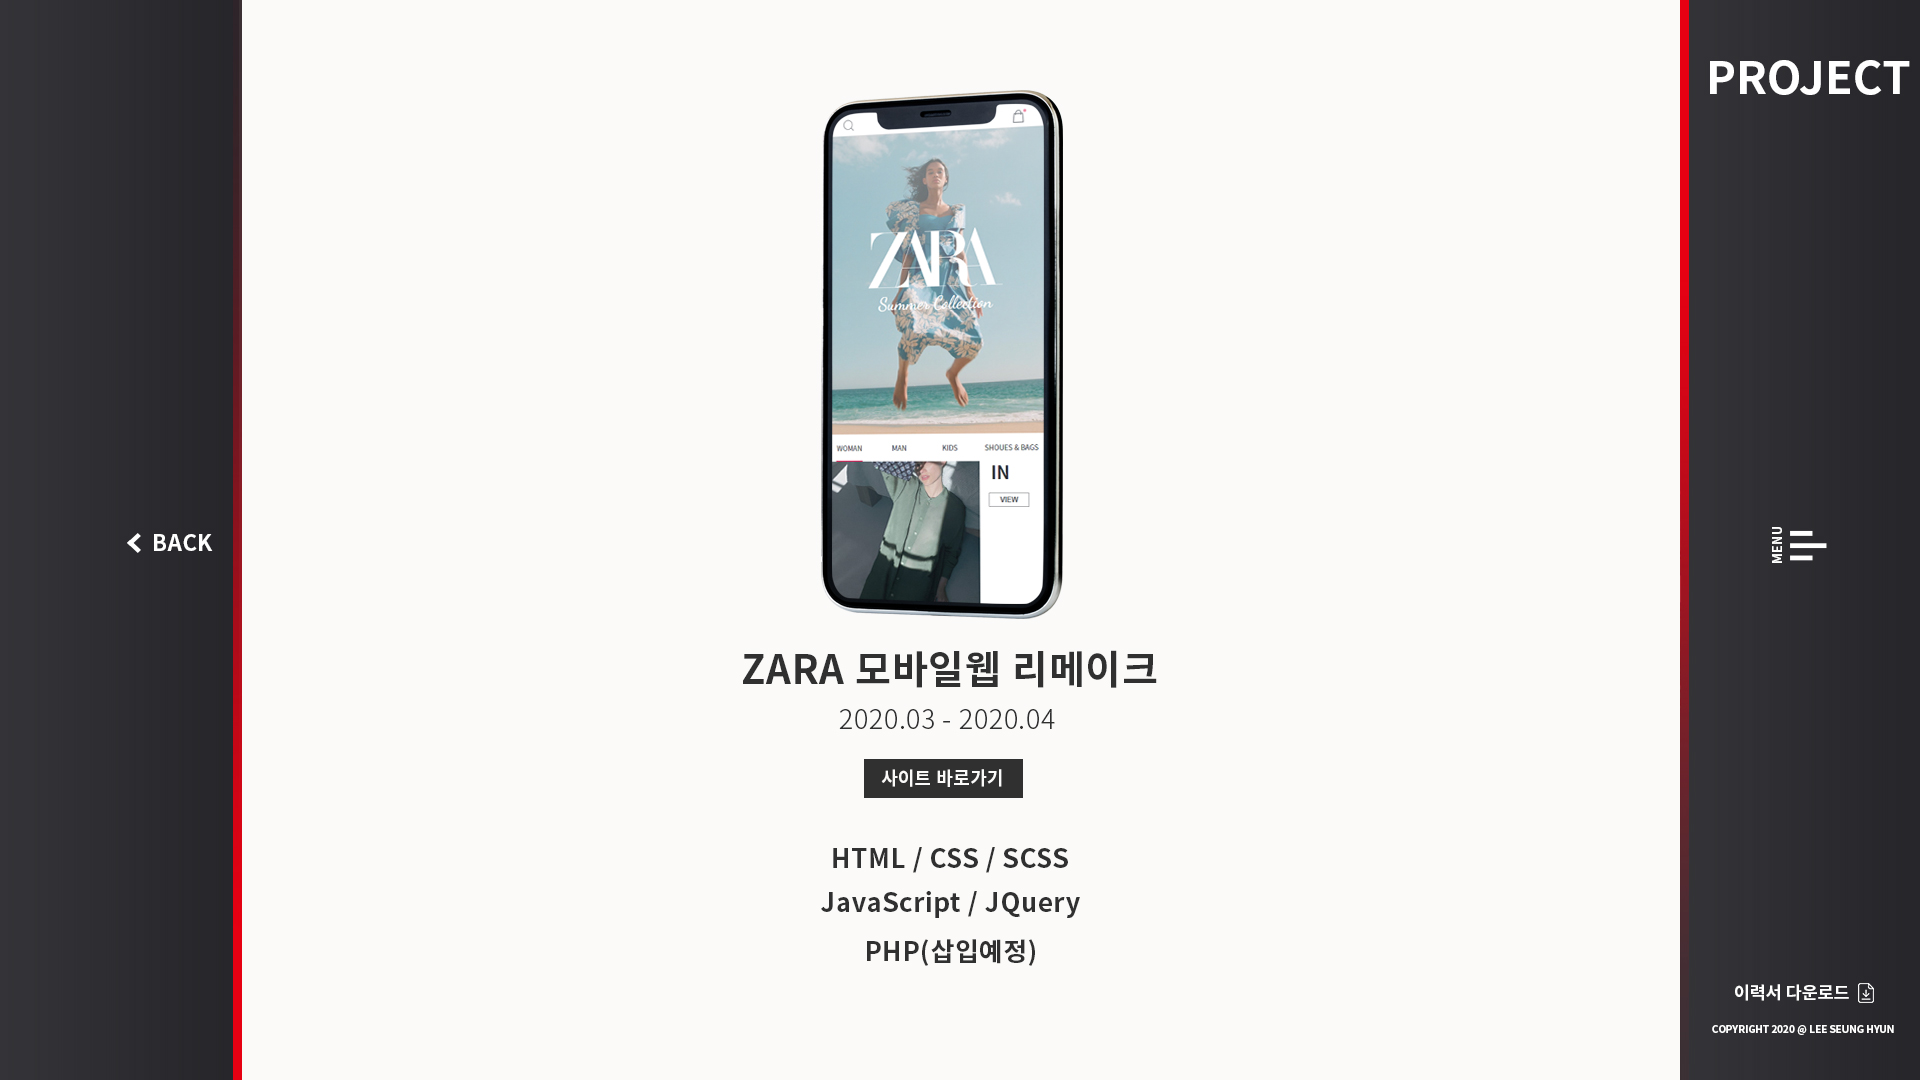 PROJECT
ZARA
Summer Collection
WOMAN MAN KIDS SHOUES & BAGS
IN
VIEW
BACK
MENU
ZARA 모바일웹 리메이크
2020.03 - 2020.04
사이트 바로가기
HTML / CSS / SCSS
JavaScript / JQuery
PHP(삽입예정)
이력서 다운로드
COPYRIGHT 2020 @ LEE SEUNG HYUN